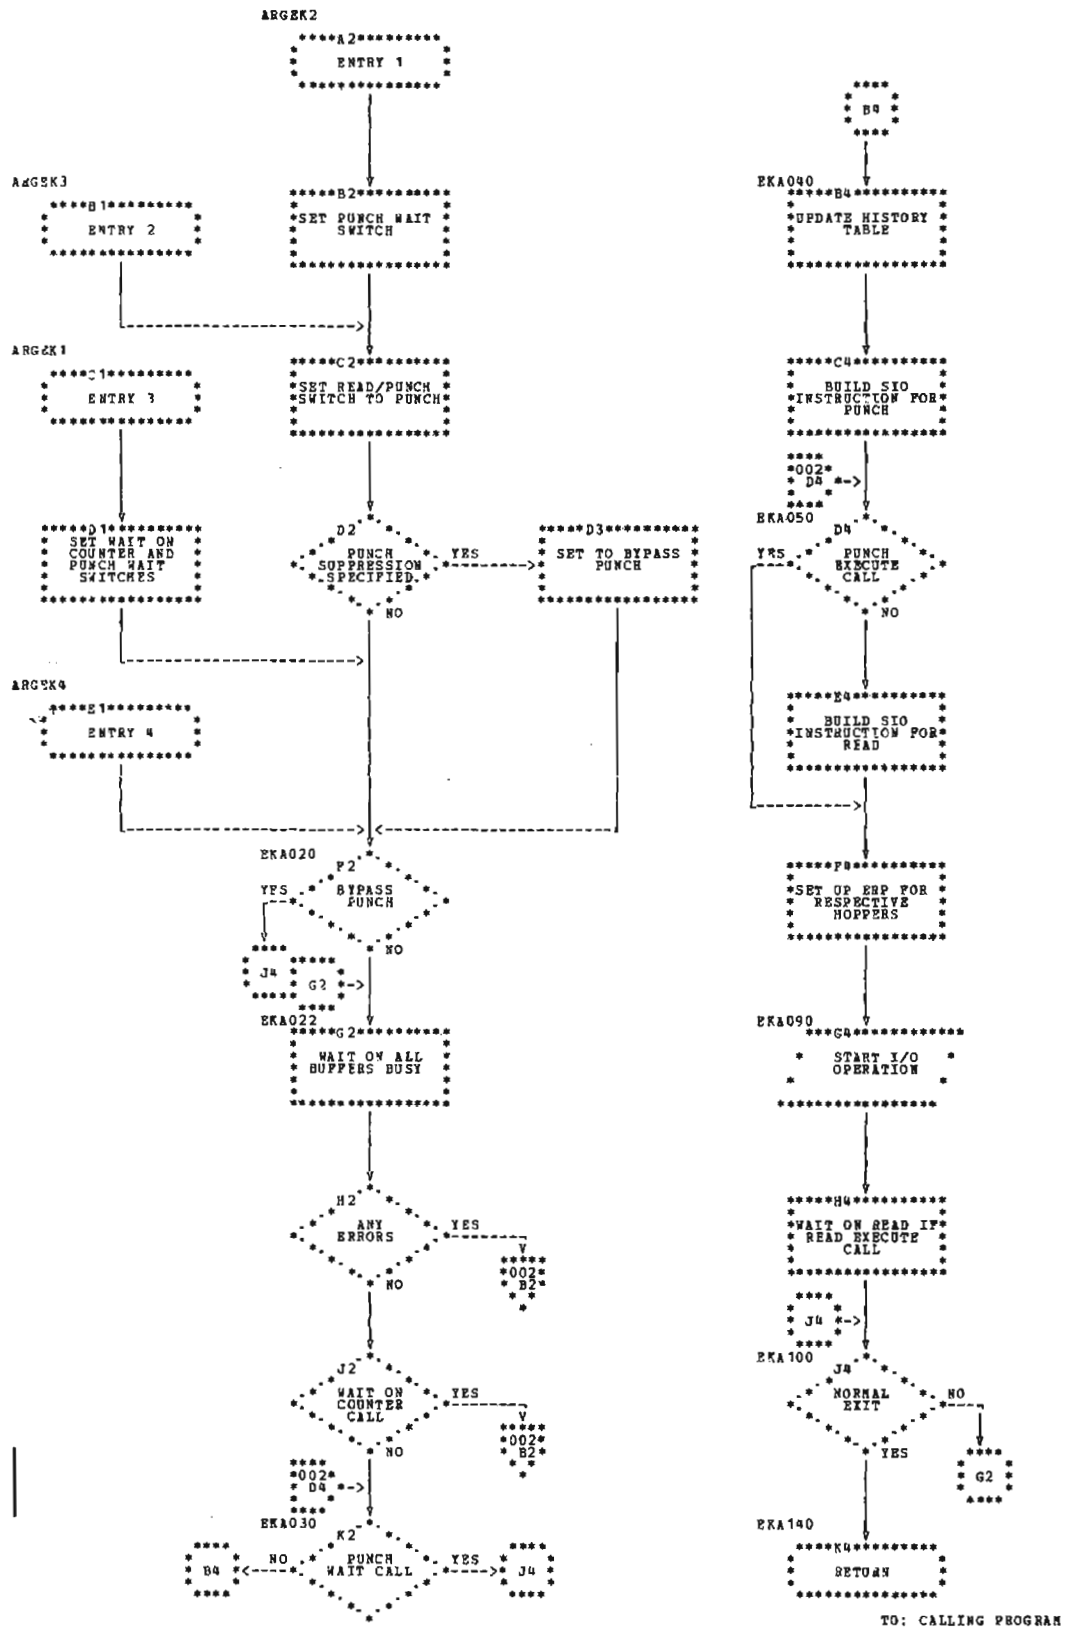 ARGEK2
A2
ENTRY 1
B4
ARGEK3
B1
ENTRY 2
B2
SET PUNCH WAIT
SWITCH
EKA040
B4
UPDATE HISTORY
TABLE
ARGEK1
C1
ENTRY 3
C2
SET READ/PUNCH
SWITCH TO PUNCH
C4
BUILD SIO
INSTRUCTION FOR
PUNCH
002
D4
D1
SET WAIT ON
COUNTER AND
PUNCH WAIT
SWITCHES
D2
PUNCH
SUPPRESSION
SPECIFIED
YES
NO
D3
SET TO BYPASS
PUNCH
EKA050
D4
PUNCH
EXECUTE
CALL
YES
NO
ARGEK4
E1
ENTRY 4
E4
BUILD SIO
INSTRUCTION FOR
READ
EKA020
F2
BYPASS
PUNCH
YES
NO
F4
SET UP ERP FOR
RESPECTIVE
HOPPERS
J4
G2
EKA022
G2
WAIT ON ALL
BUFFERS BUSY
EKA090
G4
START I/O
OPERATION
H2
ANY
ERRORS
YES
NO
002
B2
H4
WAIT ON READ IF
READ EXECUTE
CALL
J4
J2
WAIT ON
COUNTER
CALL
YES
NO
002
B2
EKA100
J4
NORMAL
EXIT
NO
YES
G2
002
D4
EKA030
K2
PUNCH
WAIT CALL
NO
YES
B4
J4
EKA140
K4
RETURN
TO: CALLING PROGRAM